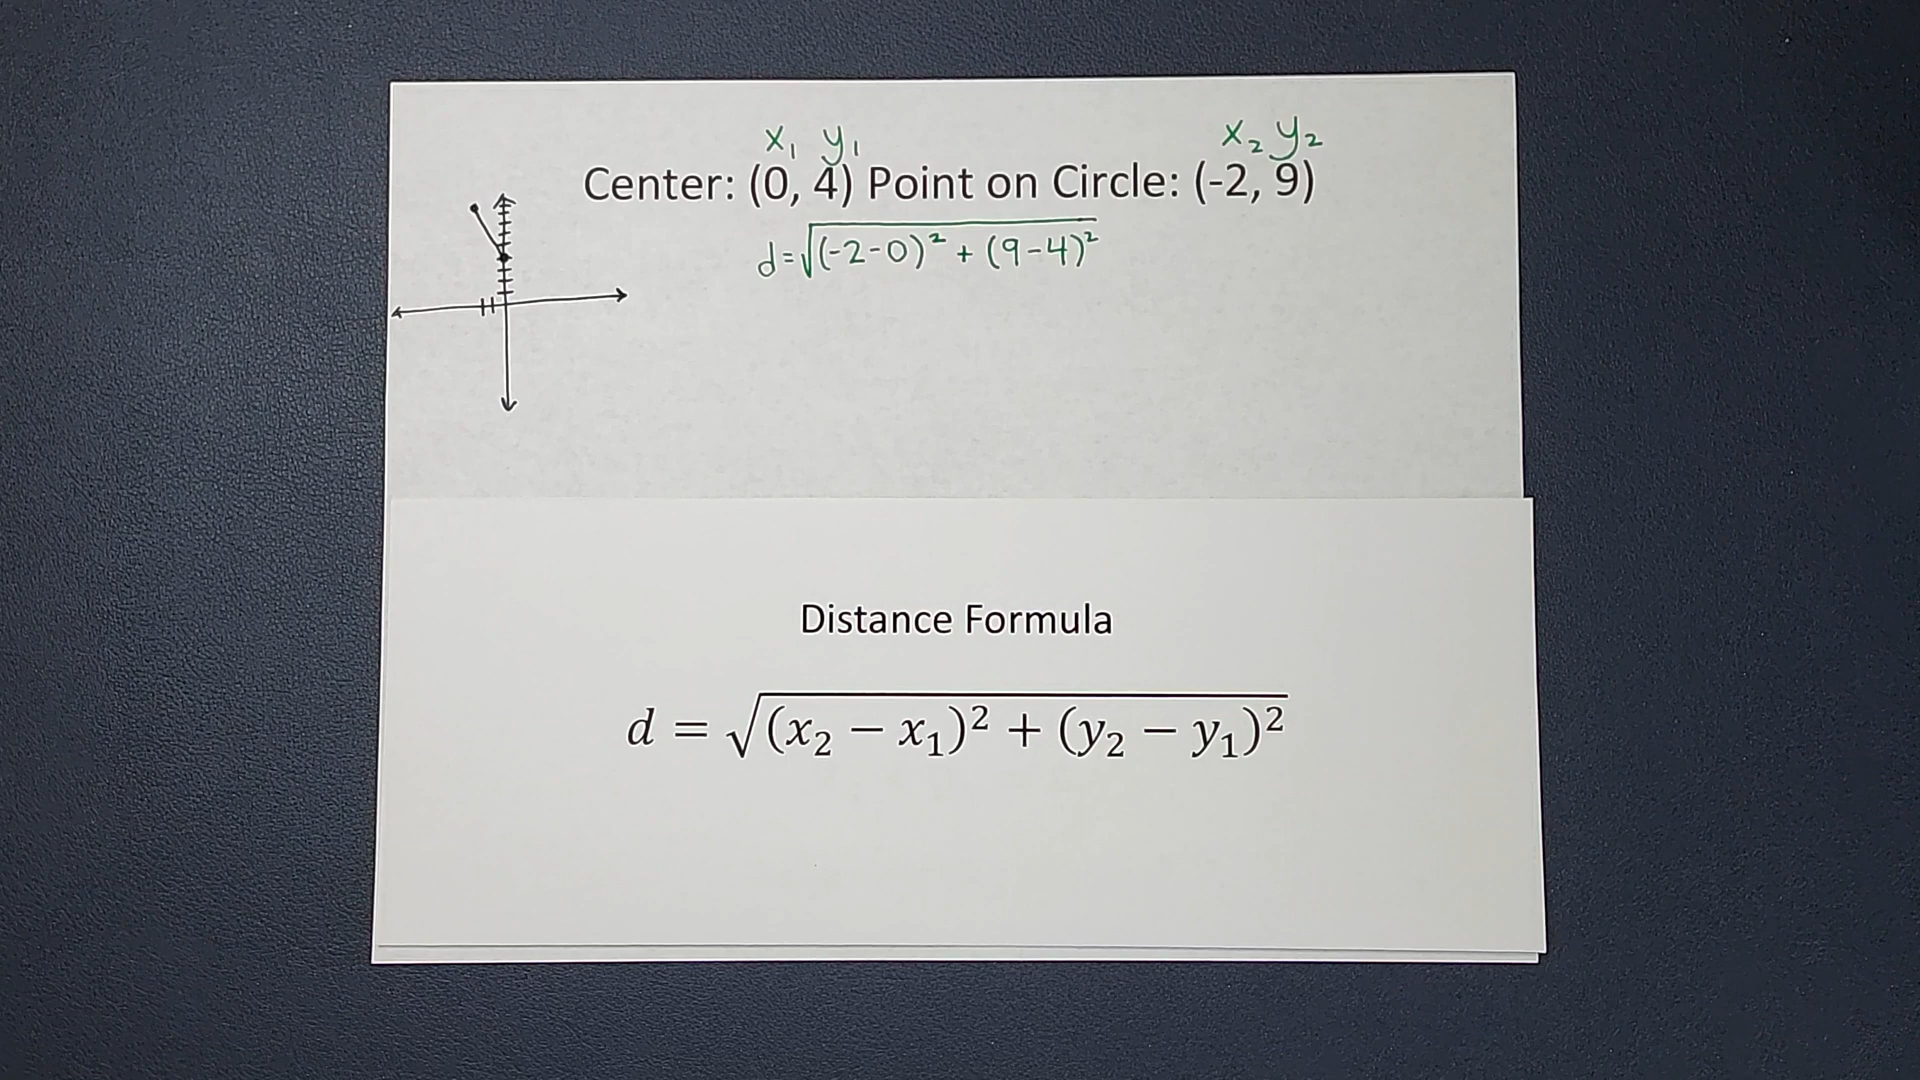 x₁ y₁ x₂ y₂
Center: (0, 4) Point on Circle: (-2, 9)
d=√(-2-0)² + (9-4)²
Distance Formula
d = √(x₂ − x₁)² + (y₂ − y₁)²